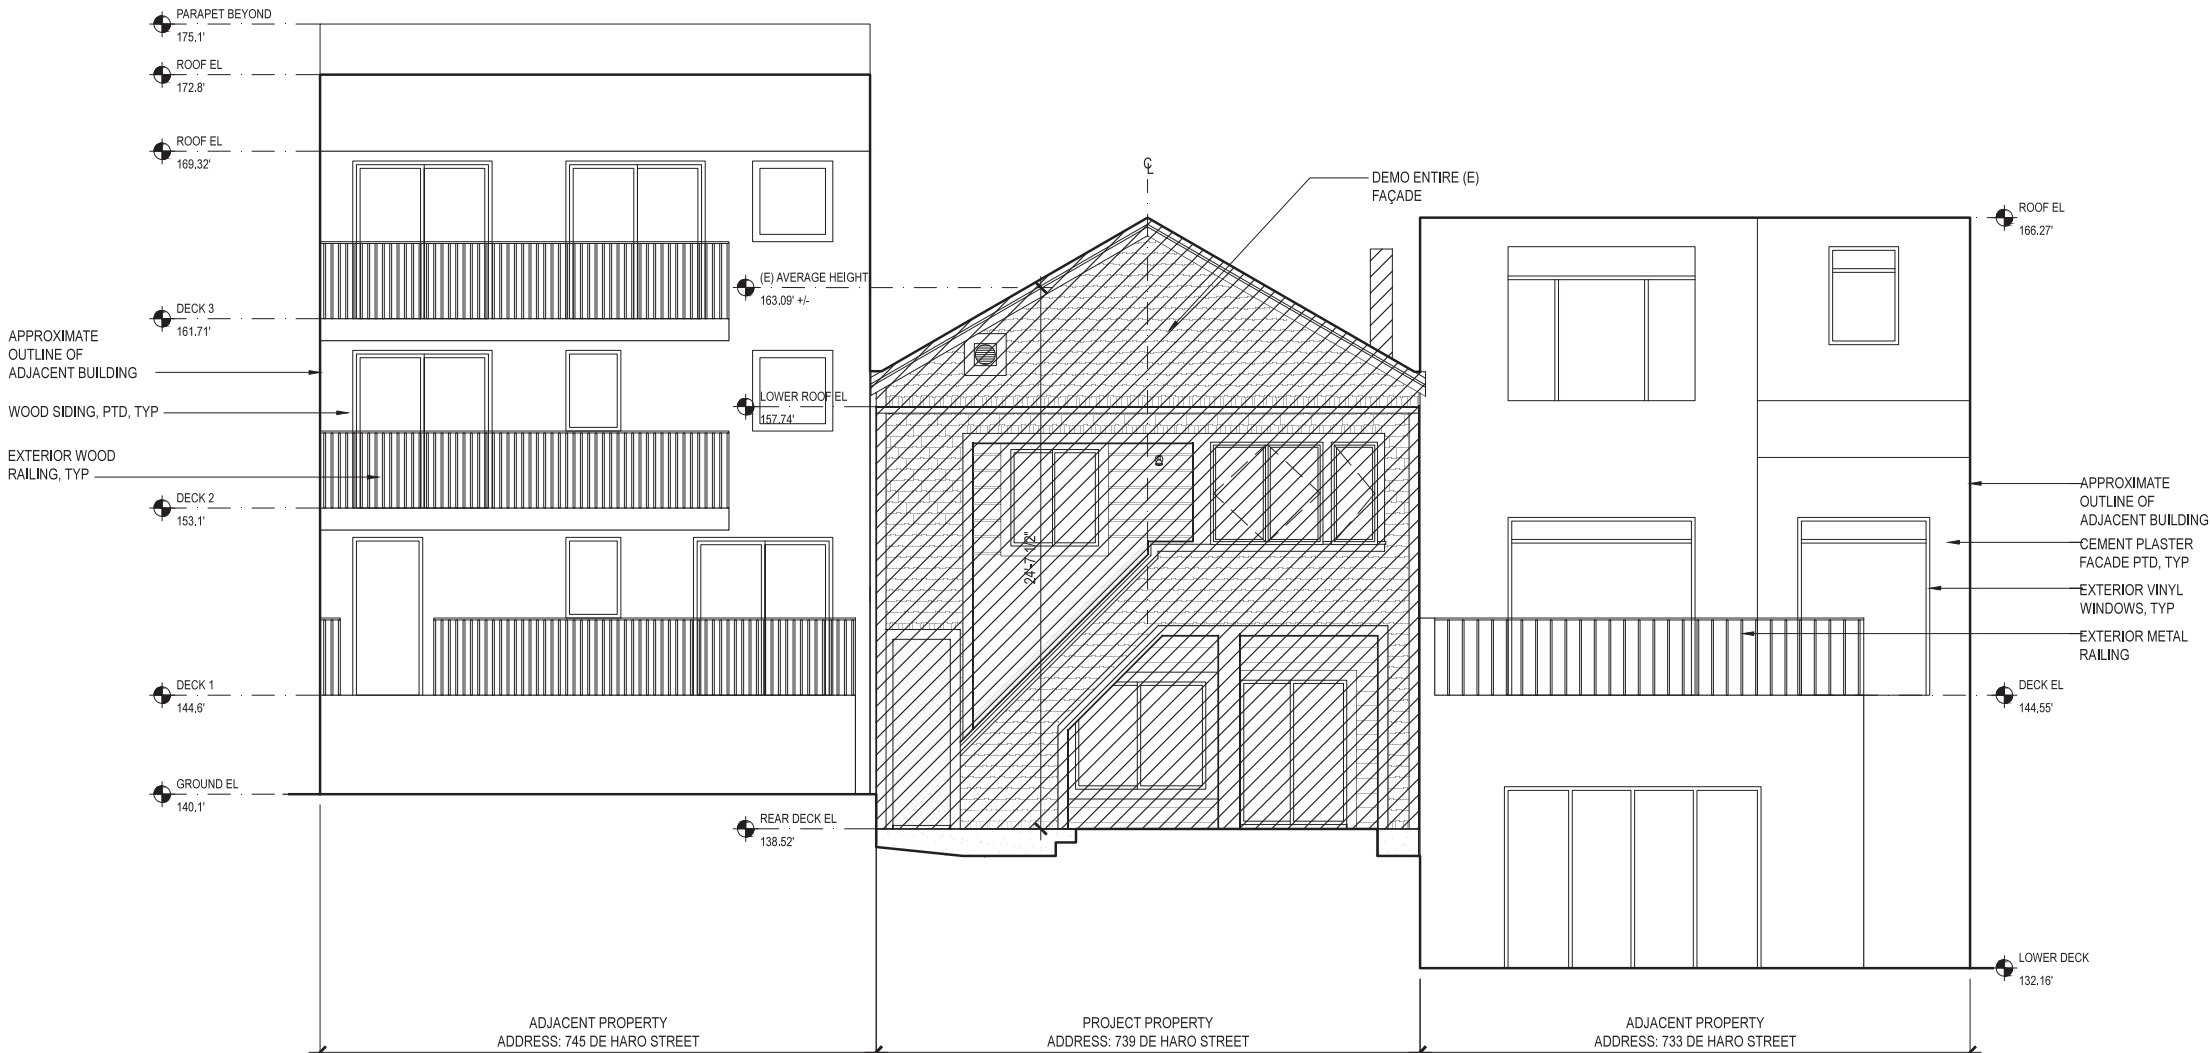 PARAPET BEYOND
175.1'
ROOF EL
172.8'
ROOF EL
169.32'
DECK 3
161.71'
APPROXIMATE
OUTLINE OF
ADJACENT BUILDING
WOOD SIDING, PTD, TYP
EXTERIOR WOOD
RAILING, TYP
DECK 2
153.1'
DECK 1
144.6'
GROUND EL
140.1'
(E) AVERAGE HEIGHT
163.09' +/-
LOWER ROOF EL
157.74'
REAR DECK EL
138.52'
24'-7 1/2"
CL
DEMO ENTIRE (E)
FAÇADE
ROOF EL
166.27'
APPROXIMATE
OUTLINE OF
ADJACENT BUILDING
CEMENT PLASTER
FACADE PTD, TYP
EXTERIOR VINYL
WINDOWS, TYP
EXTERIOR METAL
RAILING
DECK EL
144.55'
LOWER DECK
132.16'
ADJACENT PROPERTY
ADDRESS: 745 DE HARO STREET
PROJECT PROPERTY
ADDRESS: 739 DE HARO STREET
ADJACENT PROPERTY
ADDRESS: 733 DE HARO STREET